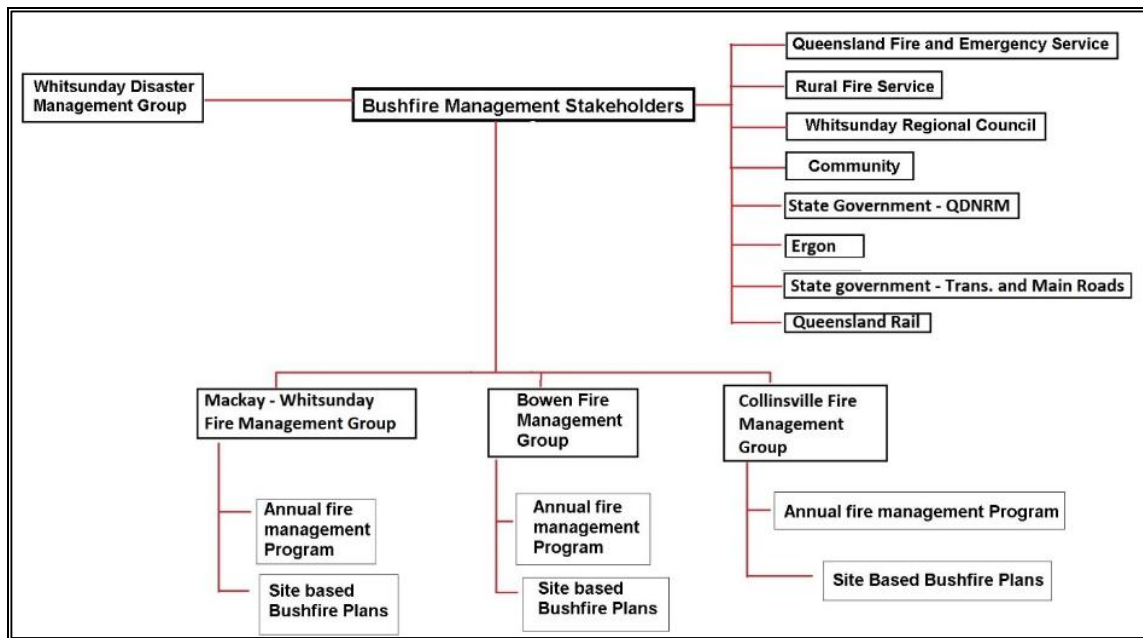 Whitsunday Disaster
Management Group
Bushfire Management Stakeholders
Queensland Fire and Emergency Service
Rural Fire Service
Whitsunday Regional Council
Community
State Government - QDNRM
Ergon
State government - Trans. and Main Roads
Queensland Rail
Mackay - Whitsunday
Fire Management Group
Annual fire
management
Program
Site based
Bushfire Plans
Bowen Fire
Management
Group
Annual fire
management
Program
Site based
Bushfire Plans
Collinsville Fire
Management
Group
Annual fire management Program
Site Based Bushfire Plans